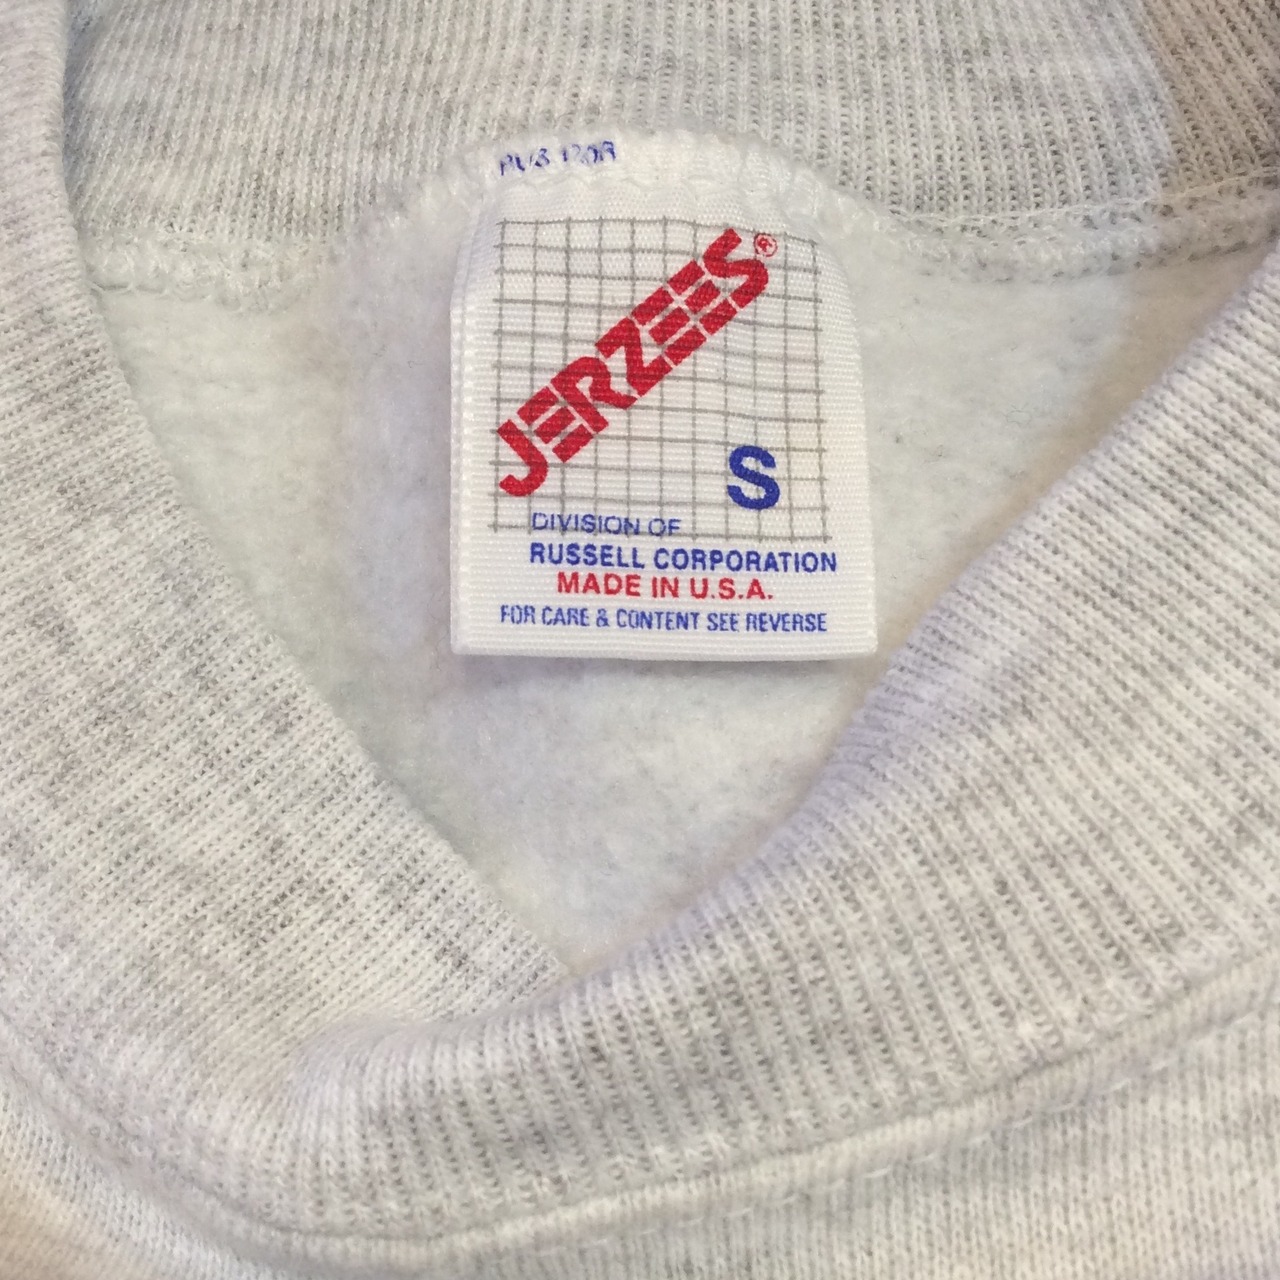 JERZEES®
S
DIVISION OF
RUSSELL CORPORATION
MADE IN U.S.A.
FOR CARE & CONTENT SEE REVERSE